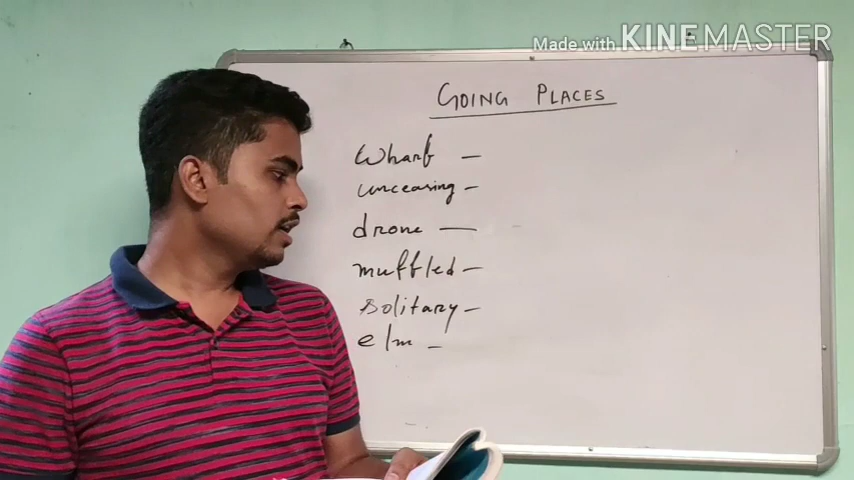 Made with KINEMASTER
GOING PLACES
Wharf –
unceasing –
drone —
muffled –
solitary –
elm –